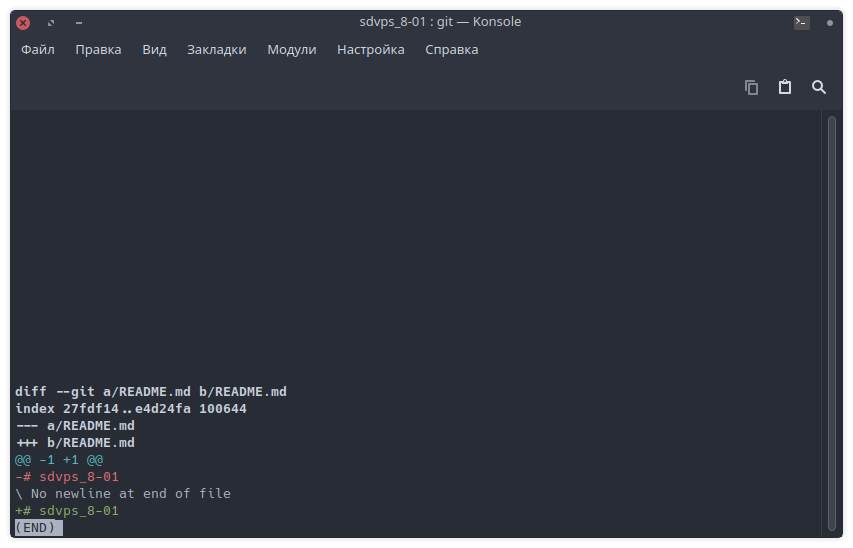 sdvps_8-01 : git — Konsole
Файл Правка Вид Закладки Модули Настройка Справка
diff --git a/README.md b/README.md
index 27fdf14..e4d24fa 100644
--- a/README.md
+++ b/README.md
@@ -1 +1 @@
-# sdvps_8-01
\ No newline at end of file
+# sdvps_8-01
(END)